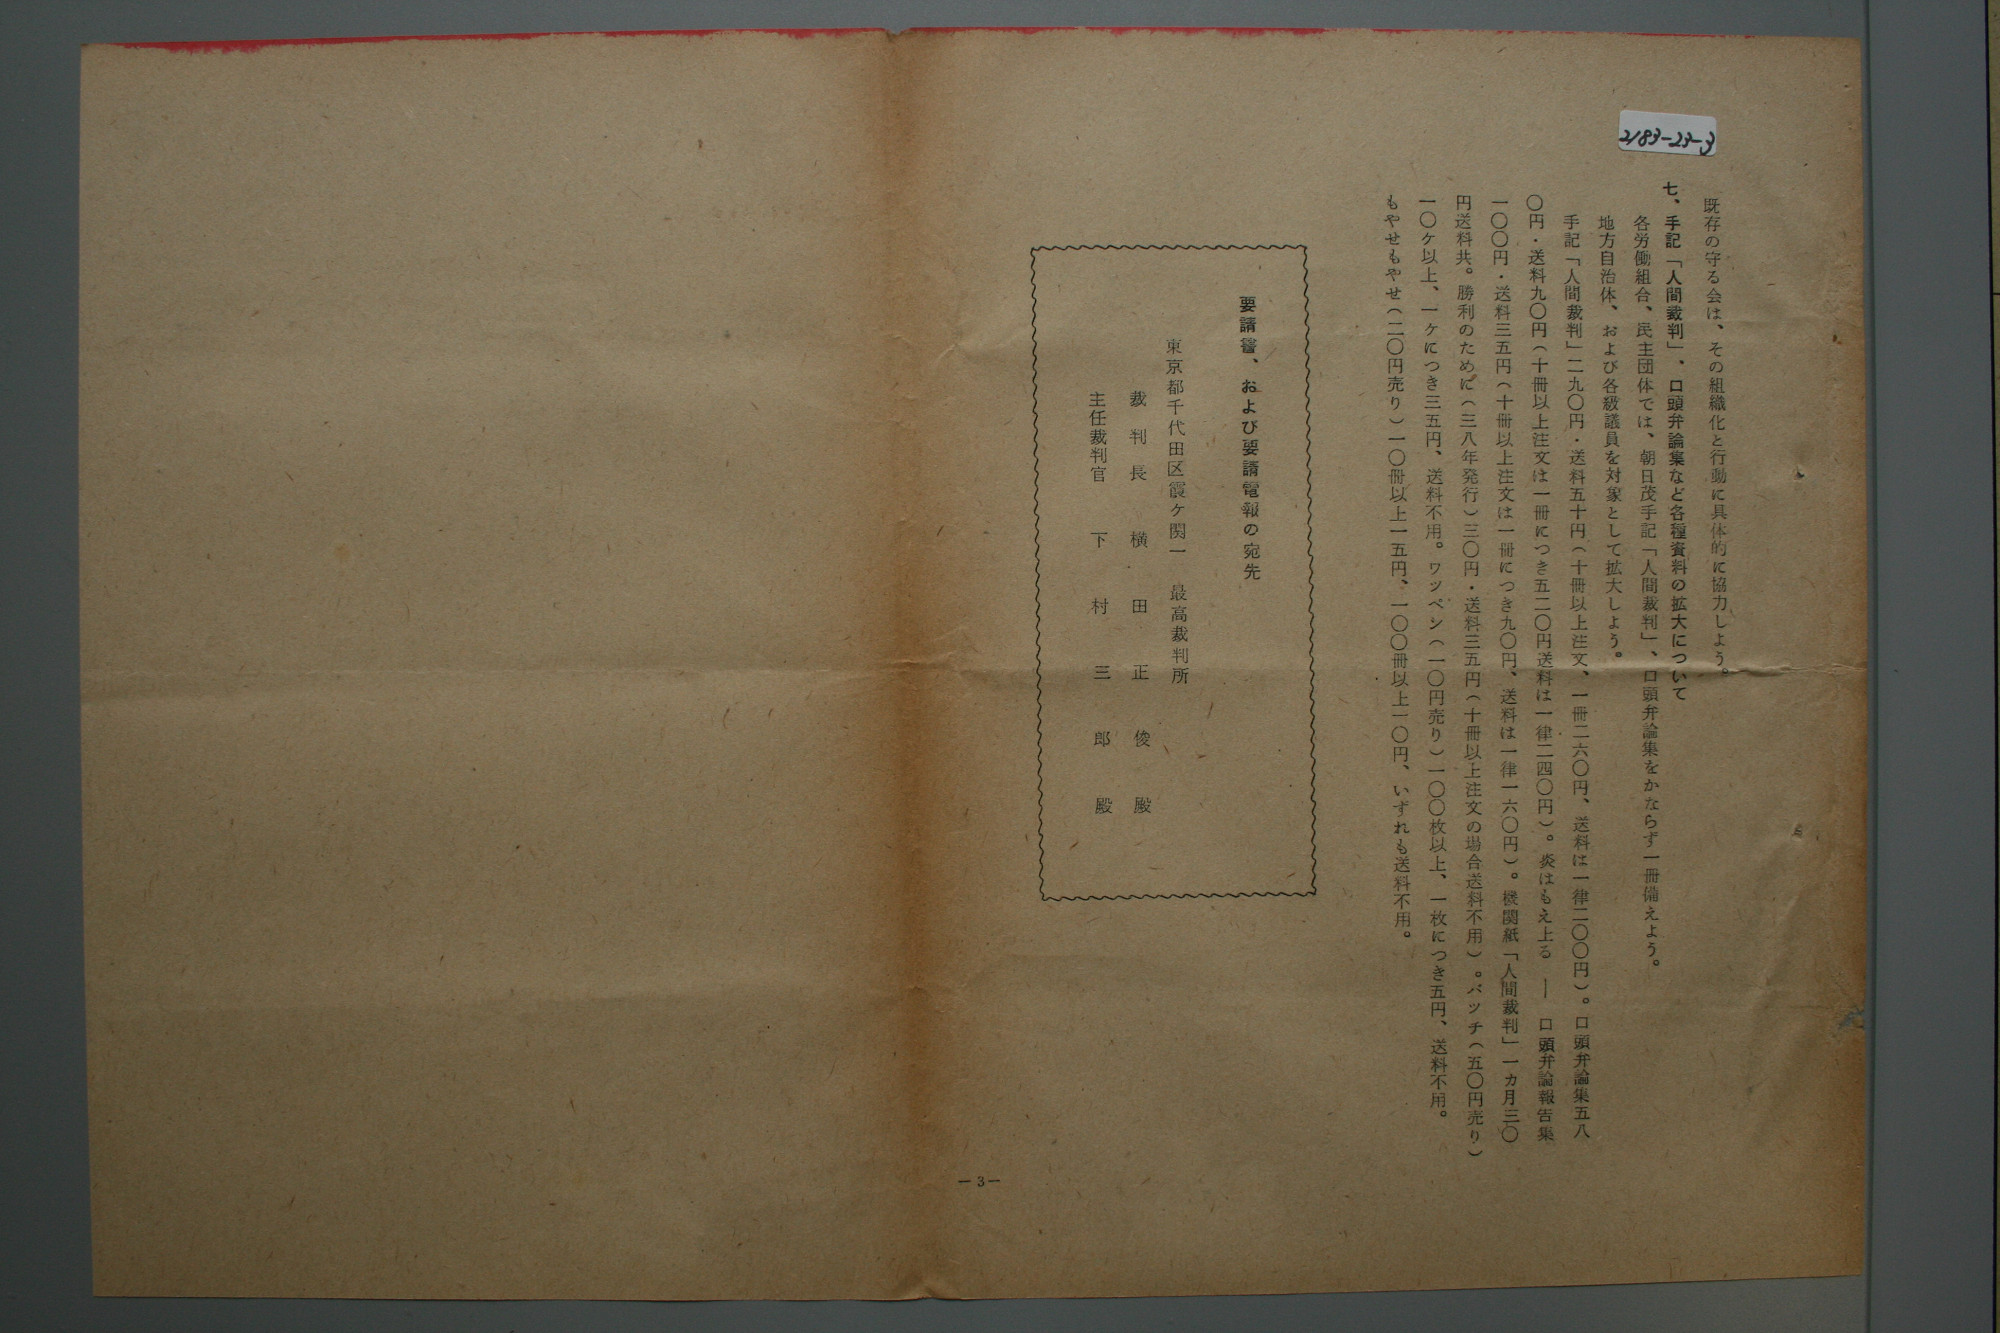 2183-23-3
既存の守る会は、その組織化と行動に具体的に協力しよう。
七、手記「人間裁判」、口頭弁論集など各種資料の拡大について
各労働組合、民主団体では、朝日茂手記「人間裁判」、口頭弁論集をかならず一冊備えよう。
地方自治体、および各級議員を対象として拡大しよう。
手記「人間裁判」二九〇円・送料五十円（十冊以上注文、一冊二六〇円、送料は一律二〇〇円）。口頭弁論集五八
〇円・送料九〇円（十冊以上注文は一冊につき五二〇円送料は一律二四〇円）。炎はもえ上る ― 口頭弁論報告集
一〇〇円・送料三五円（十冊以上注文は一冊につき九〇円、送料は一律一六〇円）。機関紙「人間裁判」一カ月三〇
円送料共。勝利のために（三八年発行）三〇円・送料三五円（十冊以上注文の場合送料不用）。バッチ（五〇円売り）
一〇ケ以上、一ケにつき三五円、送料不用。ワッペン（一〇円売り）一〇〇枚以上、一枚につき五円、送料不用。
もやせもやせ（二〇円売り）一〇冊以上一五円、一〇〇冊以上一〇円、いずれも送料不用。
要請書、および要請電報の宛先
東京都千代田区霞ケ関一 最高裁判所
裁判長 横田正俊殿
主任裁判官 下村三郎殿
―3―